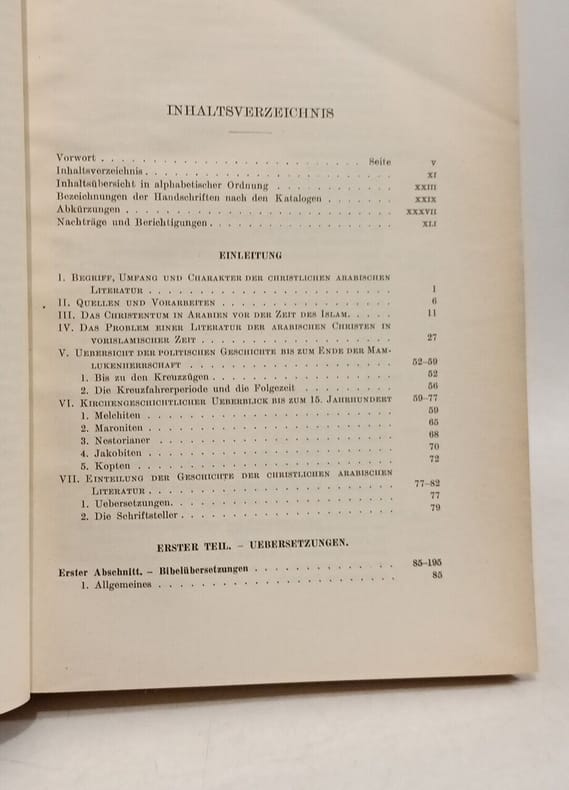 INHALTSVERZEICHNIS
Vorwort . . . . . . . . . . . . . . . . . . . . . . . Seite V
Inhaltsverzeichnis . . . . . . . . . . . . . . . . . . . . XI
Inhaltsübersicht in alphabetischer Ordnung . . . . . . . . . XXIII
Bezeichnungen der Handschriften nach den Katalogen . . . . . . XXIX
Abkürzungen . . . . . . . . . . . . . . . . . . . . . XXXVII
Nachträge und Berichtigungen . . . . . . . . . . . . . . . XLI
EINLEITUNG
I. Begriff, Umfang und Charakter der christlichen arabischen
Literatur . . . . . . . . . . . . . . . . . . . . 1
II. Quellen und Vorarbeiten . . . . . . . . . . . . . . 6
III. Das Christentum in Arabien vor der Zeit des Islam . . . . 11
IV. Das Problem einer Literatur der arabischen Christen in
vorislamischer Zeit . . . . . . . . . . . . . . . . 27
V. Uebersicht der politischen Geschichte bis zum Ende der Mam-
lukenherrschaft . . . . . . . . . . . . . . . . . 52-59
1. Bis zu den Kreuzzügen . . . . . . . . . . . . . . . 52
2. Die Kreuzfahrerperiode und die Folgezeit . . . . . . . 56
VI. Kirchengeschichtlicher Ueberblick bis zum 15. Jahrhundert 59-77
1. Melchiten . . . . . . . . . . . . . . . . . . . . 59
2. Maroniten . . . . . . . . . . . . . . . . . . . . 65
3. Nestorianer . . . . . . . . . . . . . . . . . . . 68
4. Jakobiten . . . . . . . . . . . . . . . . . . . . 70
5. Kopten . . . . . . . . . . . . . . . . . . . . . 72
VII. Einteilung der Geschichte der christlichen arabischen
Literatur . . . . . . . . . . . . . . . . . . . . 77-82
1. Uebersetzungen . . . . . . . . . . . . . . . . . . 77
2. Die Schriftsteller . . . . . . . . . . . . . . . . . 79
ERSTER TEIL. – UEBERSETZUNGEN.
Erster Abschnitt. – Bibelübersetzungen . . . . . . . . . . . 85-195
1. Allgemeines . . . . . . . . . . . . . . . . . . . . 85